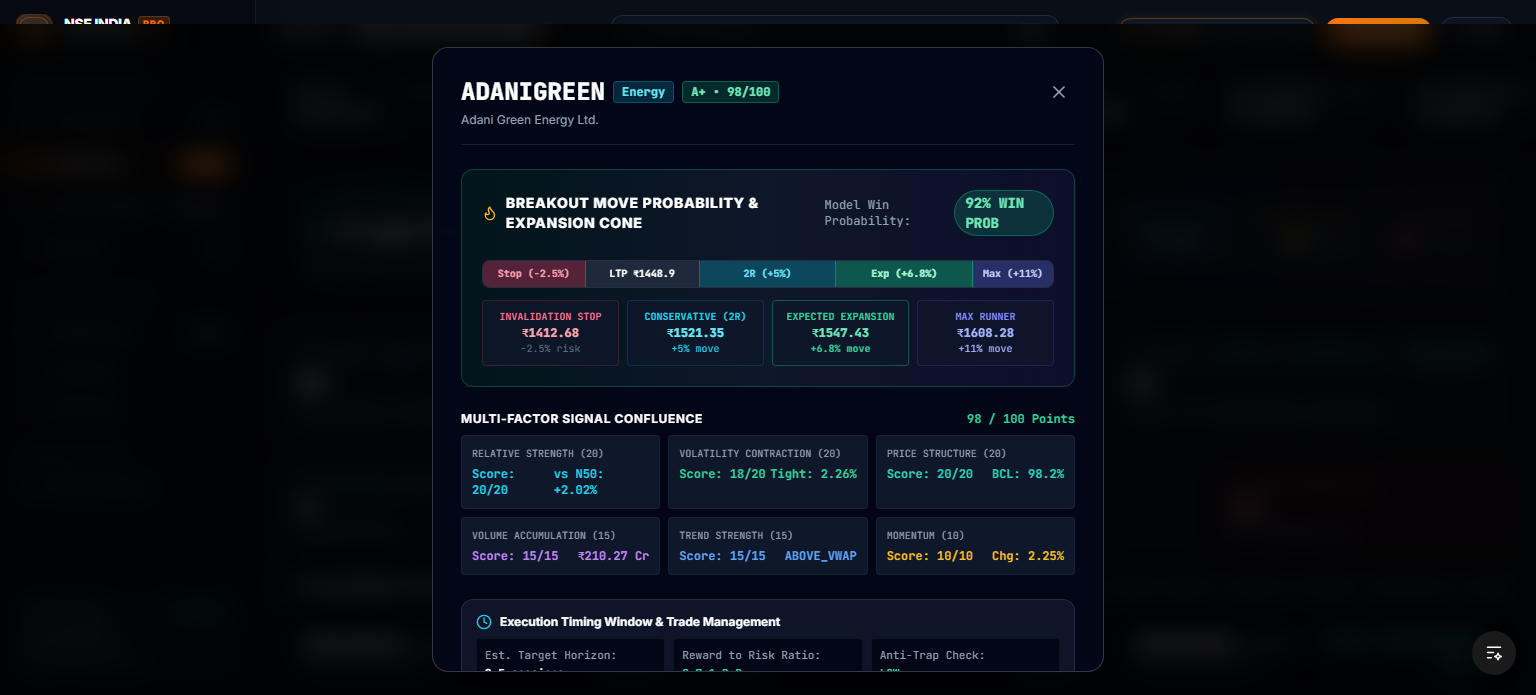 NSE INDIA PRO
ADANIGREEN Energy A+ • 98/100
Adani Green Energy Ltd.
BREAKOUT MOVE PROBABILITY &
EXPANSION CONE
Model Win
Probability:
92% WIN
PROB
Stop (-2.5%) LTP ₹1448.9 2R (+5%) Exp (+6.8%) Max (+11%)
INVALIDATION STOP CONSERVATIVE (2R) EXPECTED EXPANSION MAX RUNNER
₹1412.68 ₹1521.35 ₹1547.43 ₹1608.28
-2.5% risk +5% move +6.8% move +11% move
MULTI-FACTOR SIGNAL CONFLUENCE 98 / 100 Points
RELATIVE STRENGTH (20) VOLATILITY CONTRACTION (20) PRICE STRUCTURE (20)
Score: vs N50: Score: 18/20 Tight: 2.26% Score: 20/20 BCL: 98.2%
20/20 +2.02%
VOLUME ACCUMULATION (15) TREND STRENGTH (15) MOMENTUM (10)
Score: 15/15 ₹210.27 Cr Score: 15/15 ABOVE_VWAP Score: 10/10 Chg: 2.25%
Execution Timing Window & Trade Management
Est. Target Horizon: Reward to Risk Ratio: Anti-Trap Check: